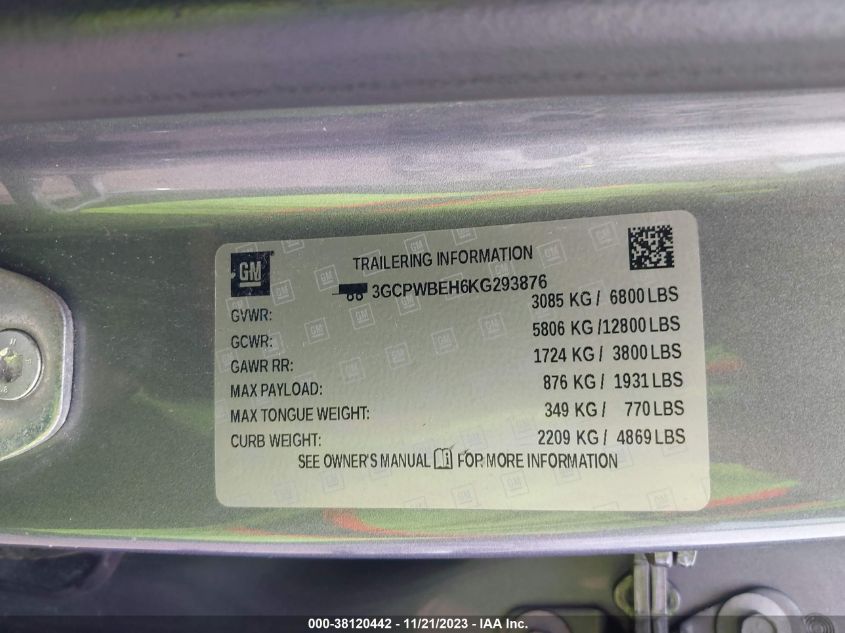 GM
TRAILERING INFORMATION
3GCPWBEH6KG293876
GVWR: 3085 KG / 6800 LBS
GCWR: 5806 KG /12800 LBS
GAWR RR: 1724 KG / 3800 LBS
MAX PAYLOAD: 876 KG / 1931 LBS
MAX TONGUE WEIGHT: 349 KG / 770 LBS
CURB WEIGHT: 2209 KG / 4869 LBS
SEE OWNER'S MANUAL i FOR MORE INFORMATION
000-38120442 - 11/21/2023 - IAA Inc.